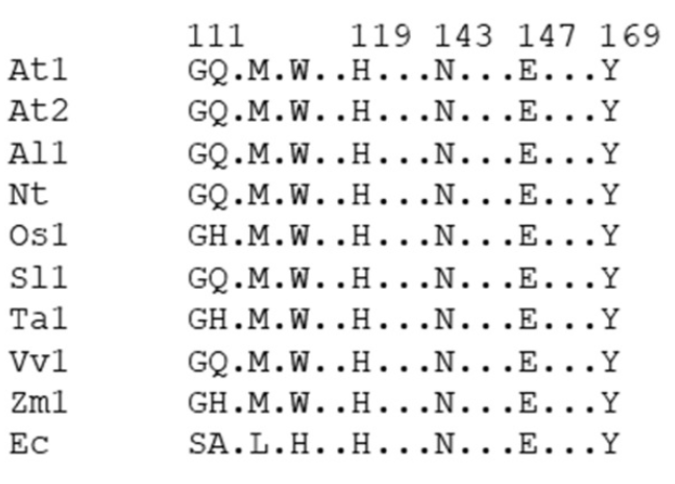 111 119 143 147 169
At1 GQ.M.W..H...N...E...Y
At2 GQ.M.W..H...N...E...Y
Al1 GQ.M.W..H...N...E...Y
Nt GQ.M.W..H...N...E...Y
Os1 GH.M.W..H...N...E...Y
Sl1 GQ.M.W..H...N...E...Y
Ta1 GH.M.W..H...N...E...Y
Vv1 GQ.M.W..H...N...E...Y
Zm1 GH.M.W..H...N...E...Y
Ec SA.L.H..H...N...E...Y